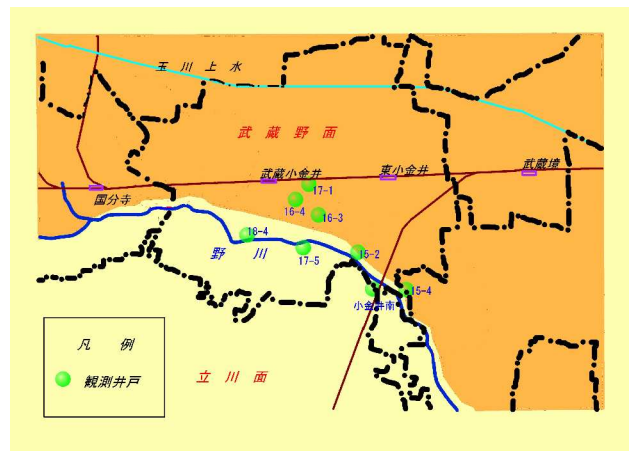 玉川上水
武蔵野面
武蔵小金井
東小金井
武蔵境
国分寺
17-1
16-4
16-3
18-4
15-2
野川
17-5
15-4
小金井南
凡例
観測井戸
立川面